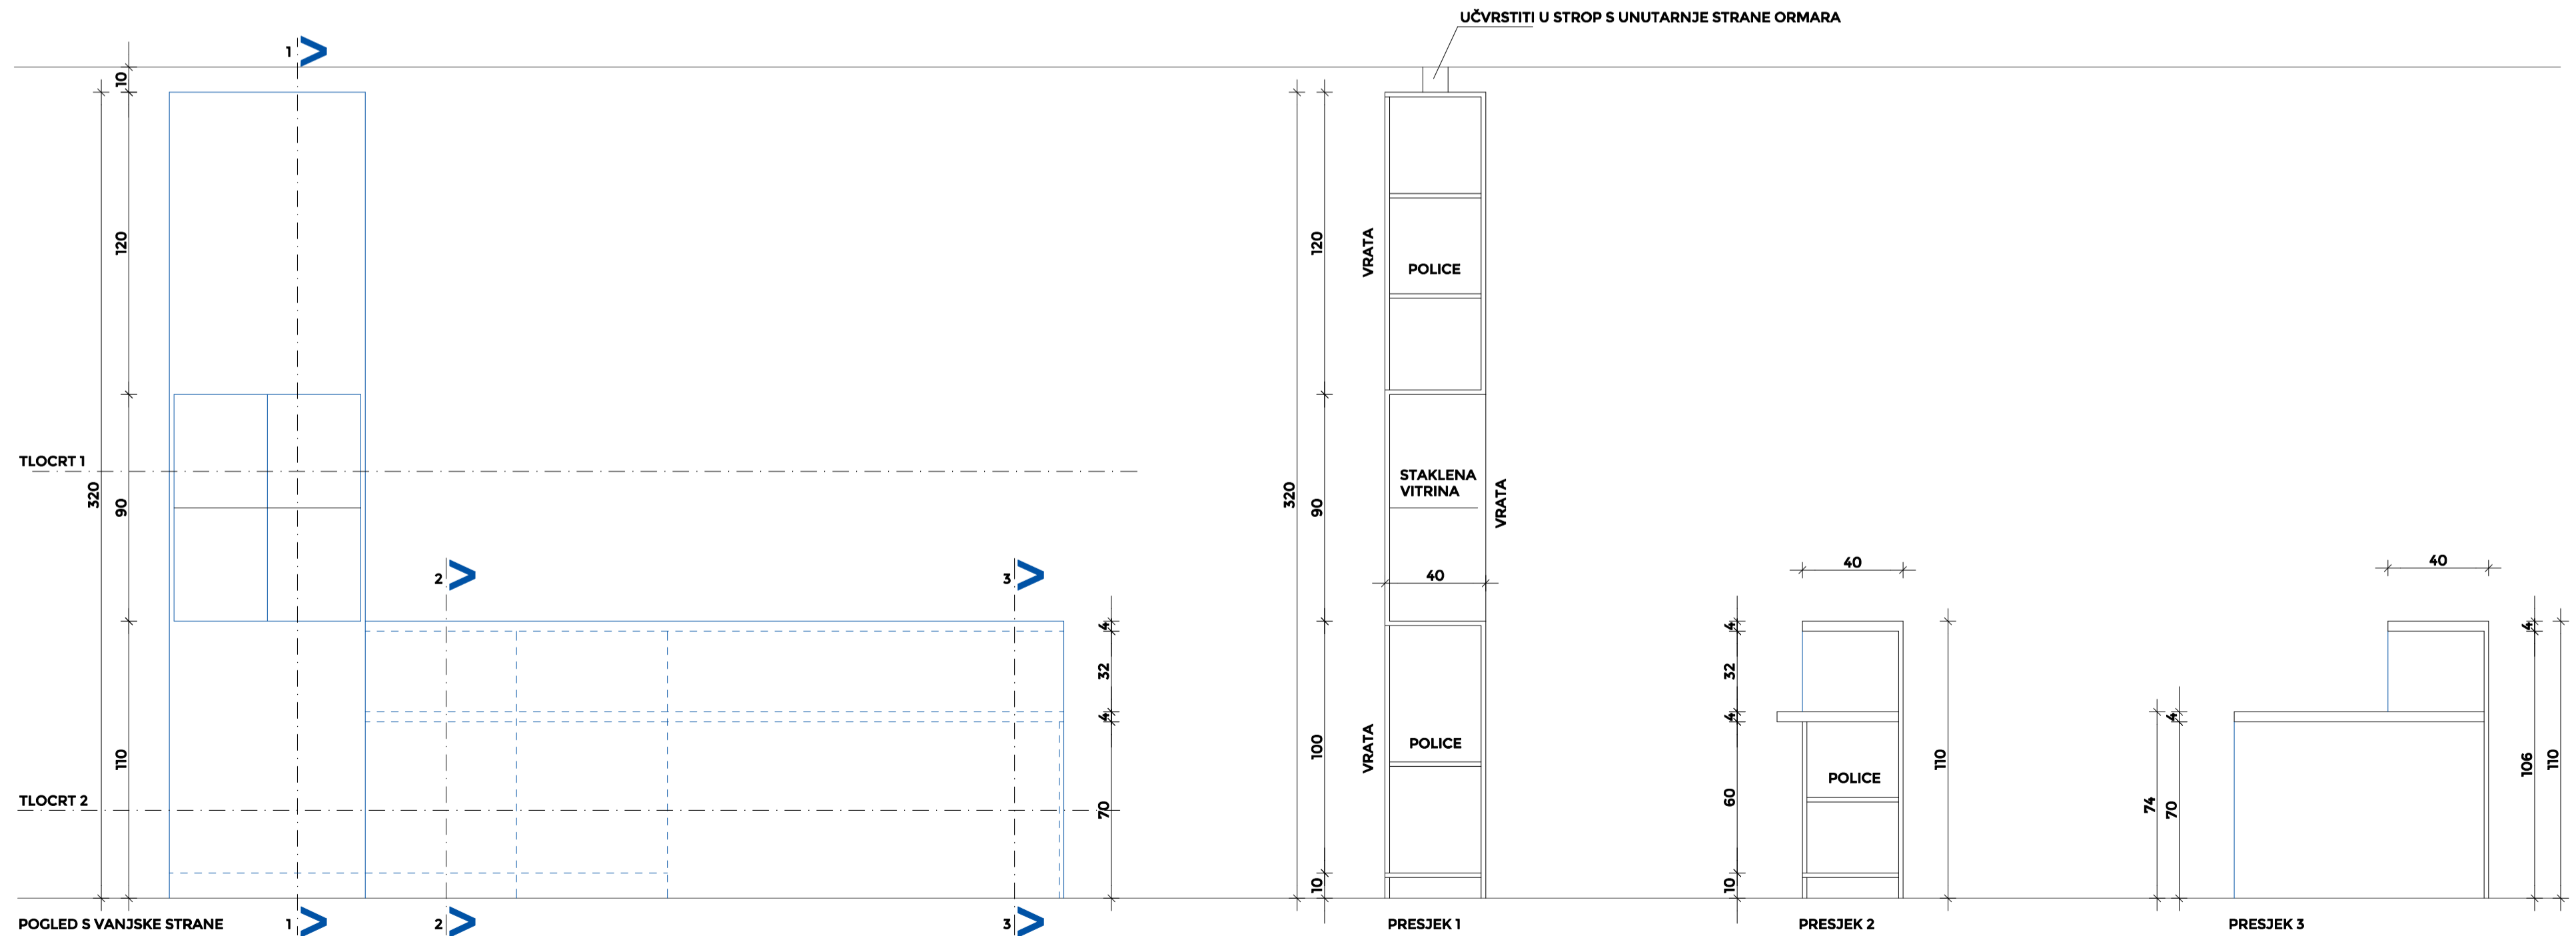 UČVRSTITI U STROP S UNUTARNJE STRANE ORMARA
1
10
120
320
90
110
TLOCRT 1
TLOCRT 2
2
3
4
32
4
70
POGLED S VANJSKE STRANE
1
2
3
320
120
90
100
10
VRATA
POLICE
STAKLENA
VITRINA
VRATA
40
VRATA
POLICE
PRESJEK 1
40
4
32
4
60
10
POLICE
110
PRESJEK 2
40
4
106
110
74
4
70
PRESJEK 3